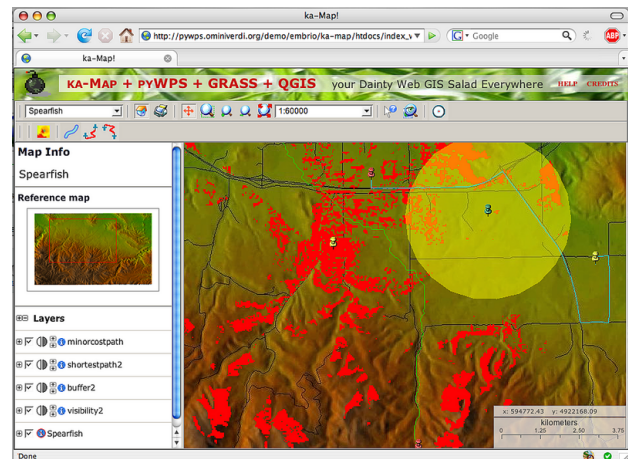 ka-Map!
http://pywps.ominiverdi.org/demo/embrio/ka-map/htdocs/index_v
Google
ABP
ka-Map!
KA-MAP + PYWPS + GRASS + QGIS your Dainty Web GIS Salad Everywhere HELP CREDITS
Spearfish
1:60000
Map Info
Spearfish
Reference map
Layers
minorcostpath
shortestpath2
buffer2
visibility2
Spearfish
x: 594772.43 y: 4922168.09
kilometers
0 1.25 2.50 3.75
Done